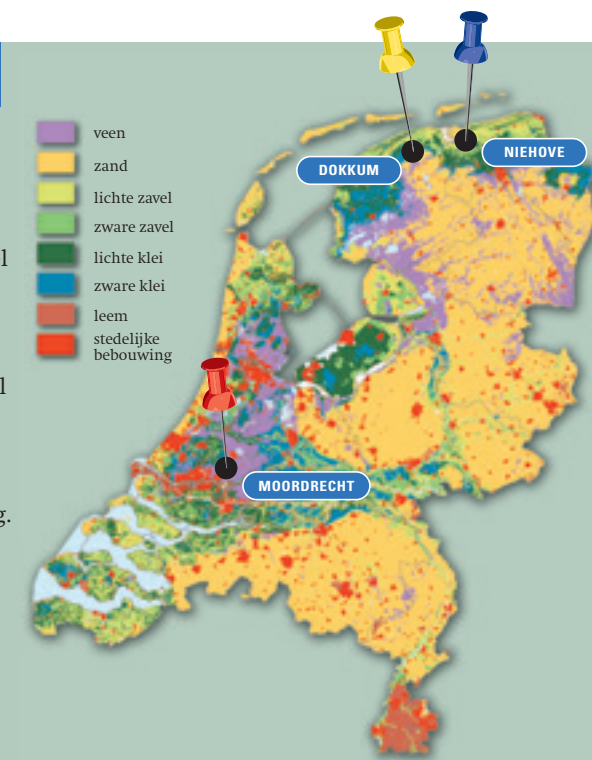 DOKKUM
NIEHOVE
veen
zand
lichte zavel
zware zavel
lichte klei
zware klei
leem
stedelijke
bebouwing
MOORDRECHT
l
l
g.